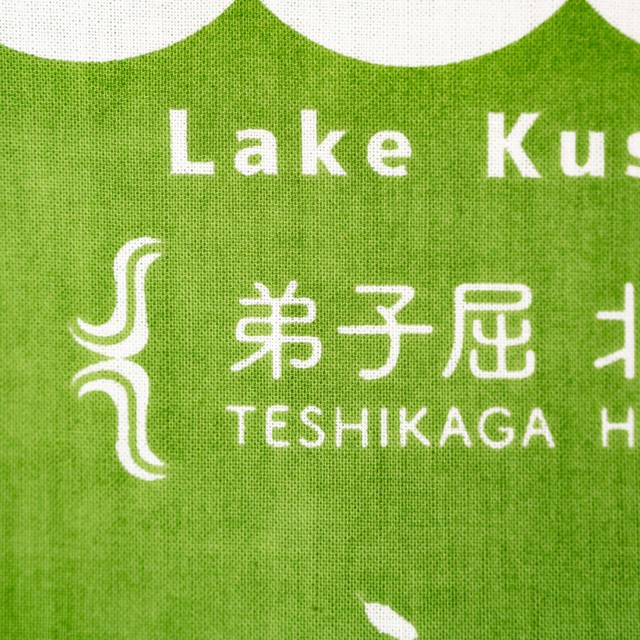 Lake Kus
弟子屈
TESHIKAGA H